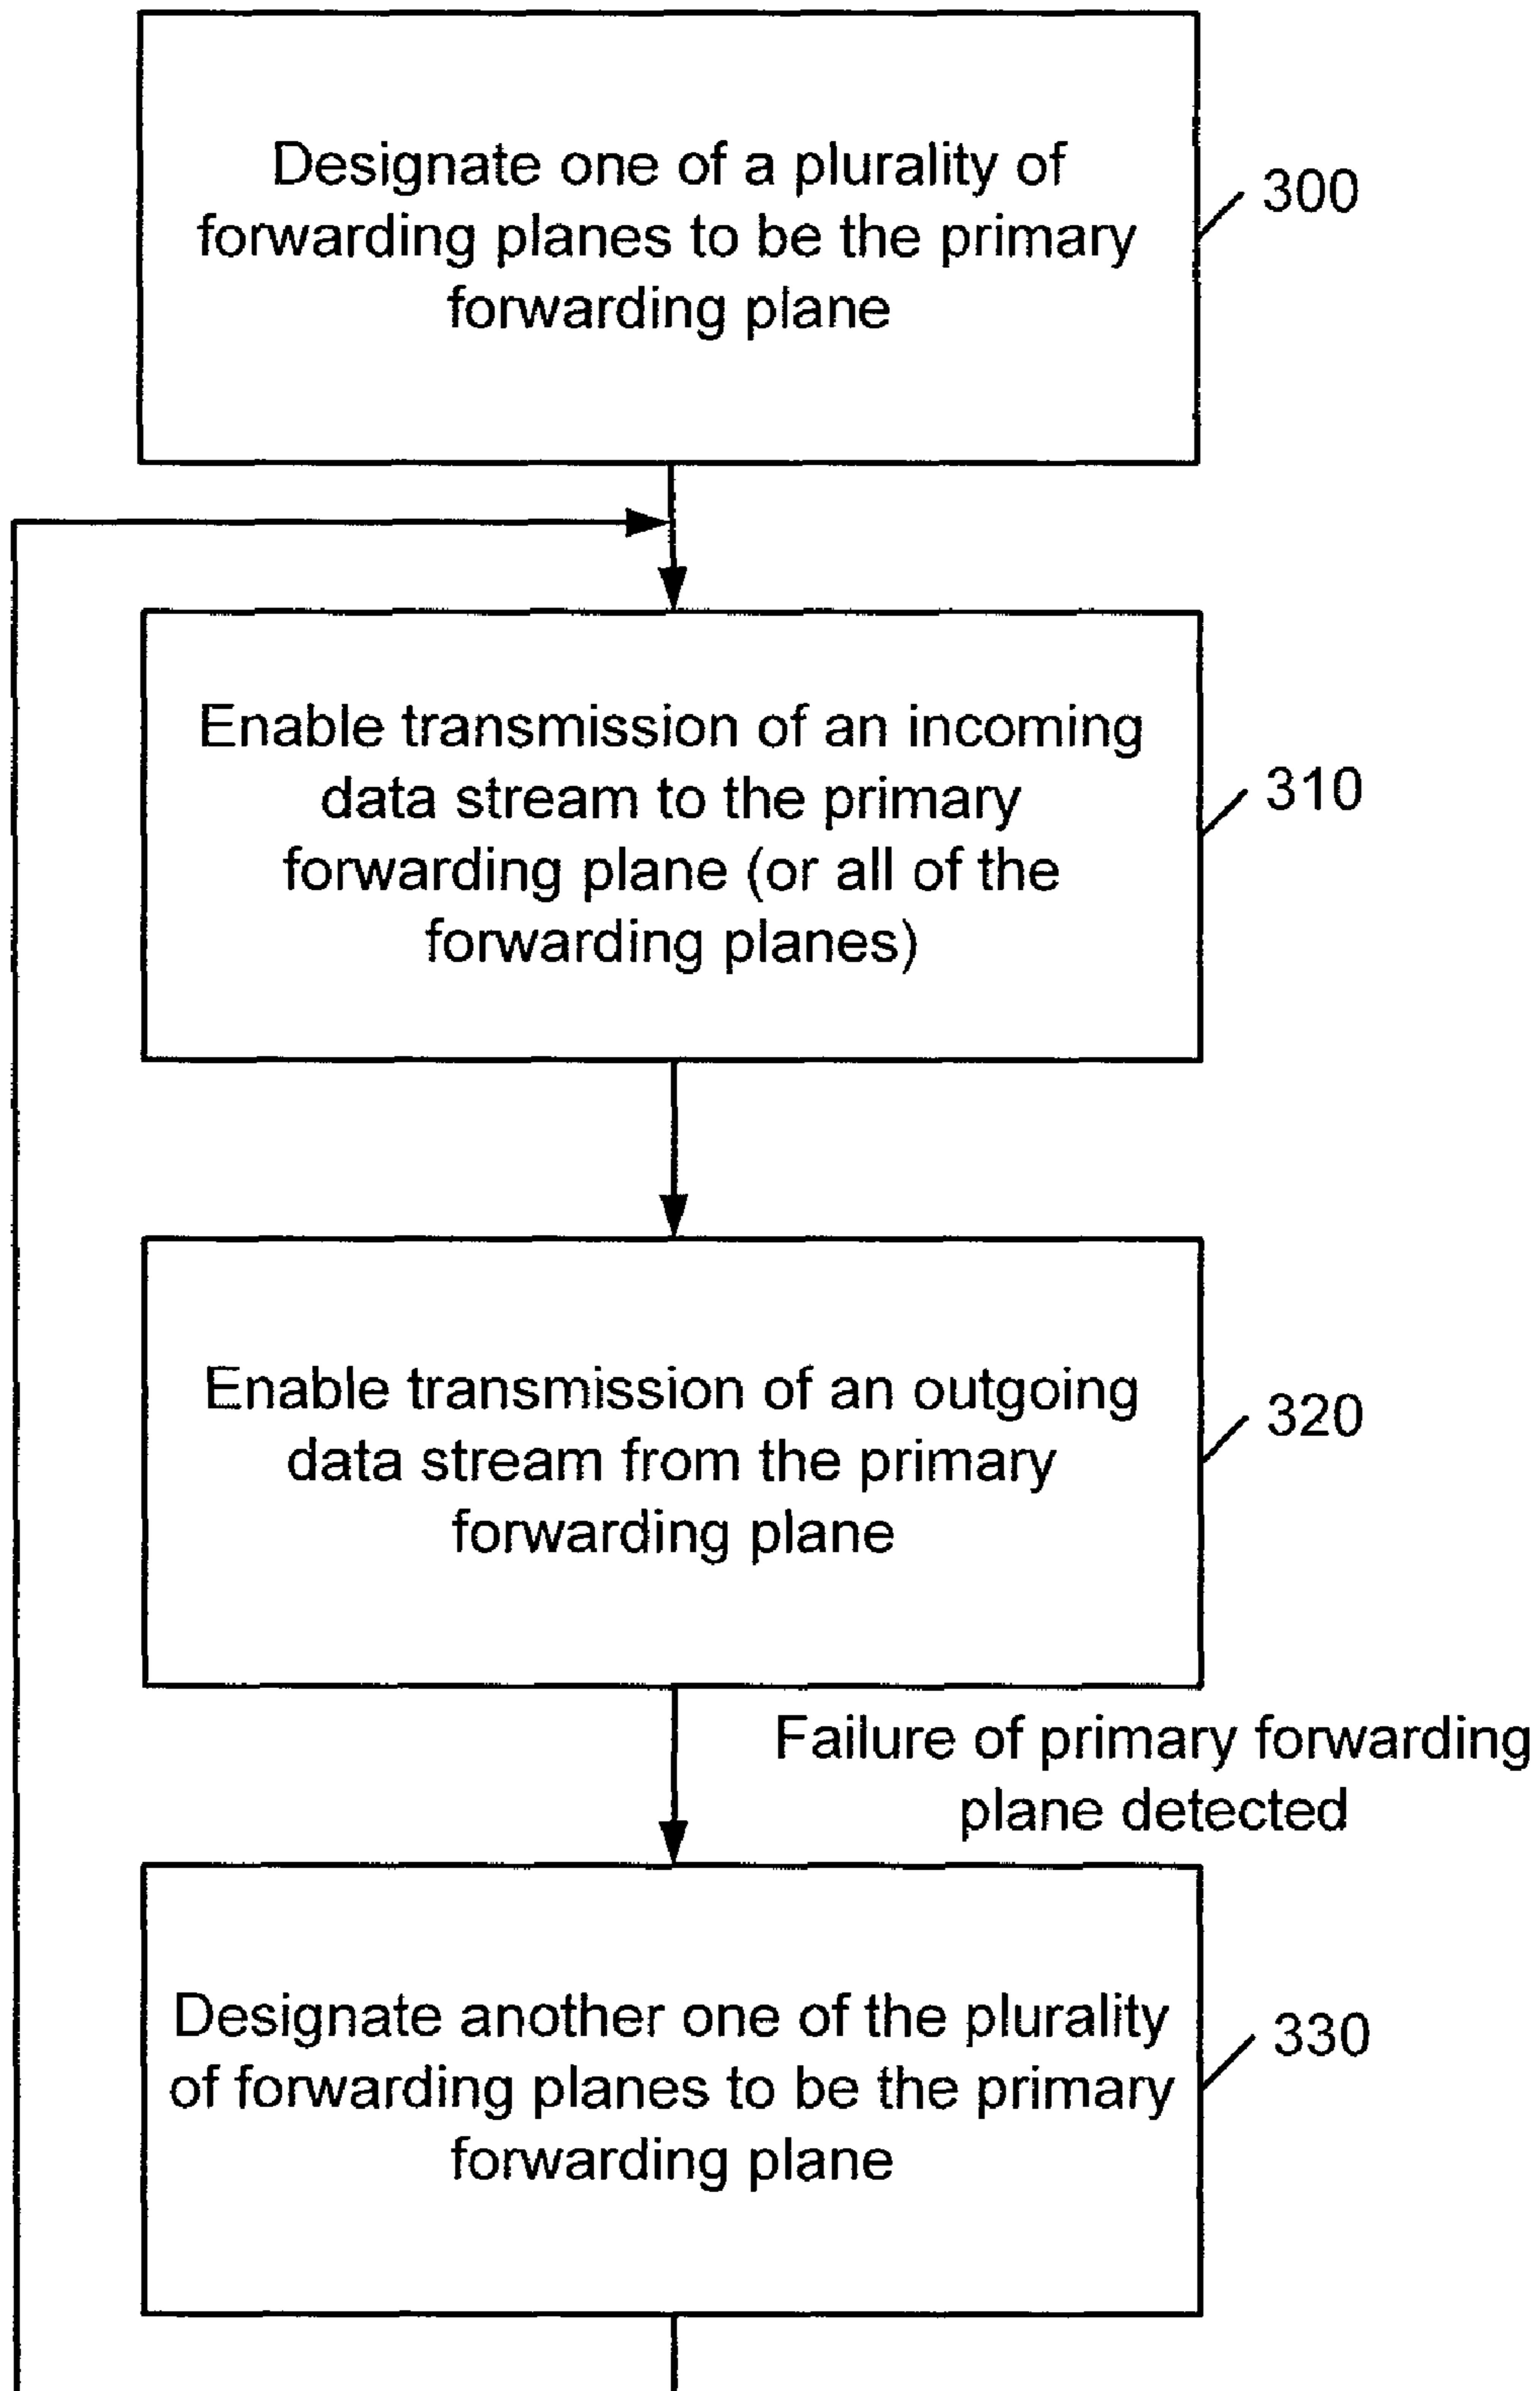 Designate one of a plurality of
forwarding planes to be the primary
forwarding plane
300
Enable transmission of an incoming
data stream to the primary
forwarding plane (or all of the
forwarding planes)
310
Enable transmission of an outgoing
data stream from the primary
forwarding plane
320
Failure of primary forwarding
plane detected
Designate another one of the plurality
of forwarding planes to be the primary
forwarding plane
330